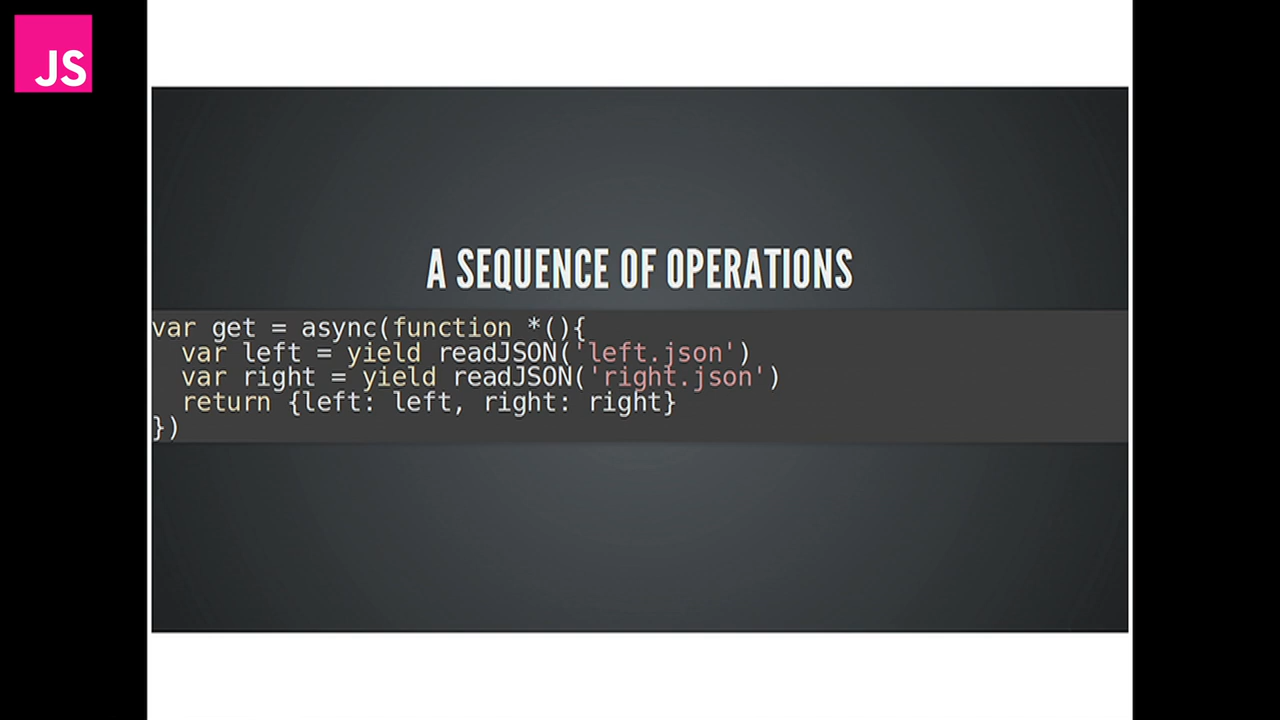 JS
A SEQUENCE OF OPERATIONS
var get = async(function *(){
  var left = yield readJSON('left.json')
  var right = yield readJSON('right.json')
  return {left: left, right: right}
})